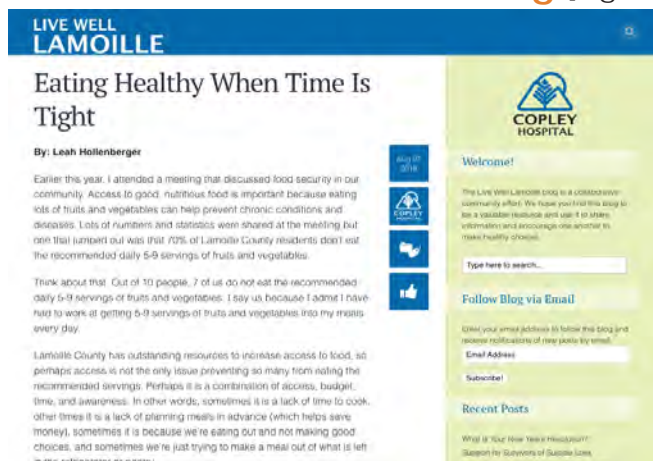 LIVE WELL
LAMOILLE
Eating Healthy When Time Is
Tight
By: Leah Hollenberger
Earlier this year, I attended a meeting that discussed food security in our
community. Access to good, nutritious food is important because eating
lots of fruits and vegetables can help prevent chronic conditions and
diseases. Lots of numbers and statistics were shared at the meeting but
one that jumped out was that 70% of Lamoille County residents don't eat
the recommended daily 5-9 servings of fruits and vegetables.
Think about that. Out of 10 people, 7 of us do not eat the recommended
daily 5-9 servings of fruits and vegetables. I say us because I admit I have
had to work at getting 5-9 servings of fruits and vegetables into my meals
every day.
Lamoille County has outstanding resources to increase access to food, so
perhaps access is not the only issue preventing so many from eating the
recommended servings. Perhaps it is a combination of access, budget,
time, and awareness. In other words, sometimes it is a lack of time to cook,
other times it is a lack of planning meals in advance (which helps save
money), sometimes it is because we're eating out and not making good
choices, and sometimes we're just trying to make a meal out of what is left
COPLEY
COPLEY
HOSPITAL
Welcome!
The Live Well Lamoille blog is a collaborative
community effort. We hope you find this blog to
be a valuable resource and use it to share
information and encourage one another to
make healthy choices.
Type here to search...
Follow Blog via Email
Enter your email address to follow this blog and
receive notifications of new posts by email.
Email Address
Subscribe!
Recent Posts
What is Your New Years Resolution?
Support for Survivors of Suicide Loss